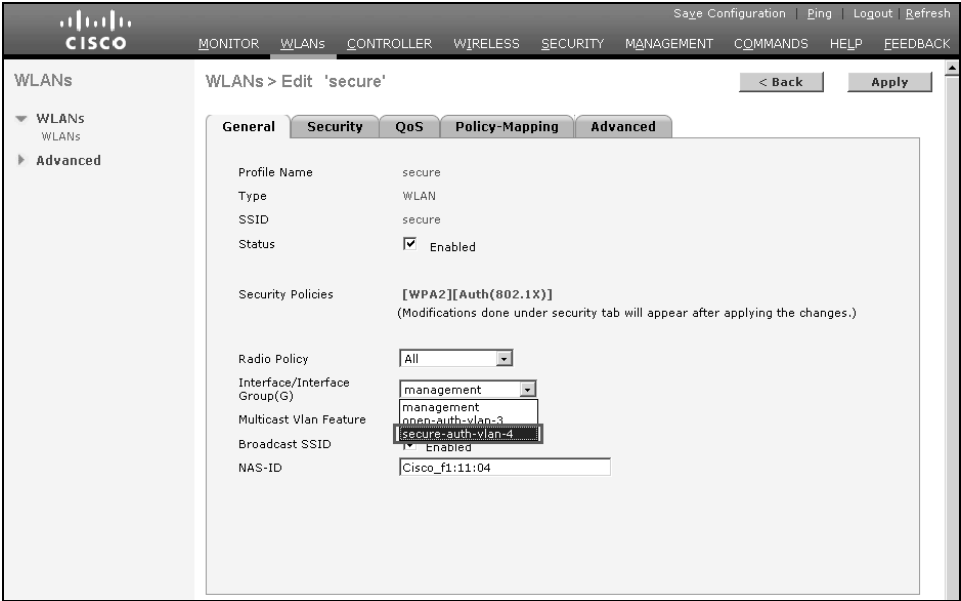 Save Configuration | Ping | Logout | Refresh
CISCO
MONITOR WLANs CONTROLLER WIRELESS SECURITY MANAGEMENT COMMANDS HELP FEEDBACK
WLANs
WLANs > Edit 'secure'
< Back
Apply
WLANs
WLANs
Advanced
General Security QoS Policy-Mapping Advanced
Profile Name secure
Type WLAN
SSID secure
Status Enabled
Security Policies [WPA2][Auth(802.1X)]
(Modifications done under security tab will appear after applying the changes.)
Radio Policy All
Interface/Interface
Group(G) management
management
Multicast Vlan Feature open-auth-vlan-3
secure-auth-vlan-4
Broadcast SSID Enabled
NAS-ID Cisco_f1:11:04